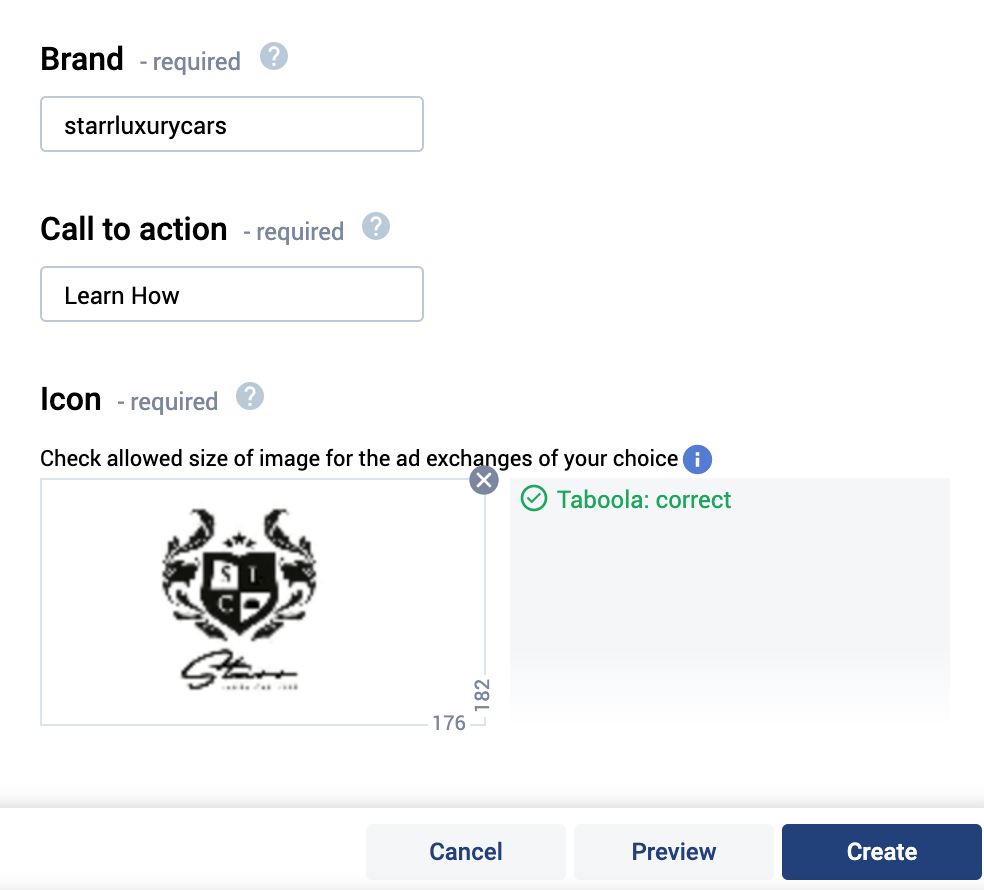 Brand - required ?
starrluxurycars
Call to action - required ?
Learn How
Icon - required ?
Check allowed size of image for the ad exchanges of your choice i
Taboola: correct
S L
C
Starr
182
176
Cancel Preview Create